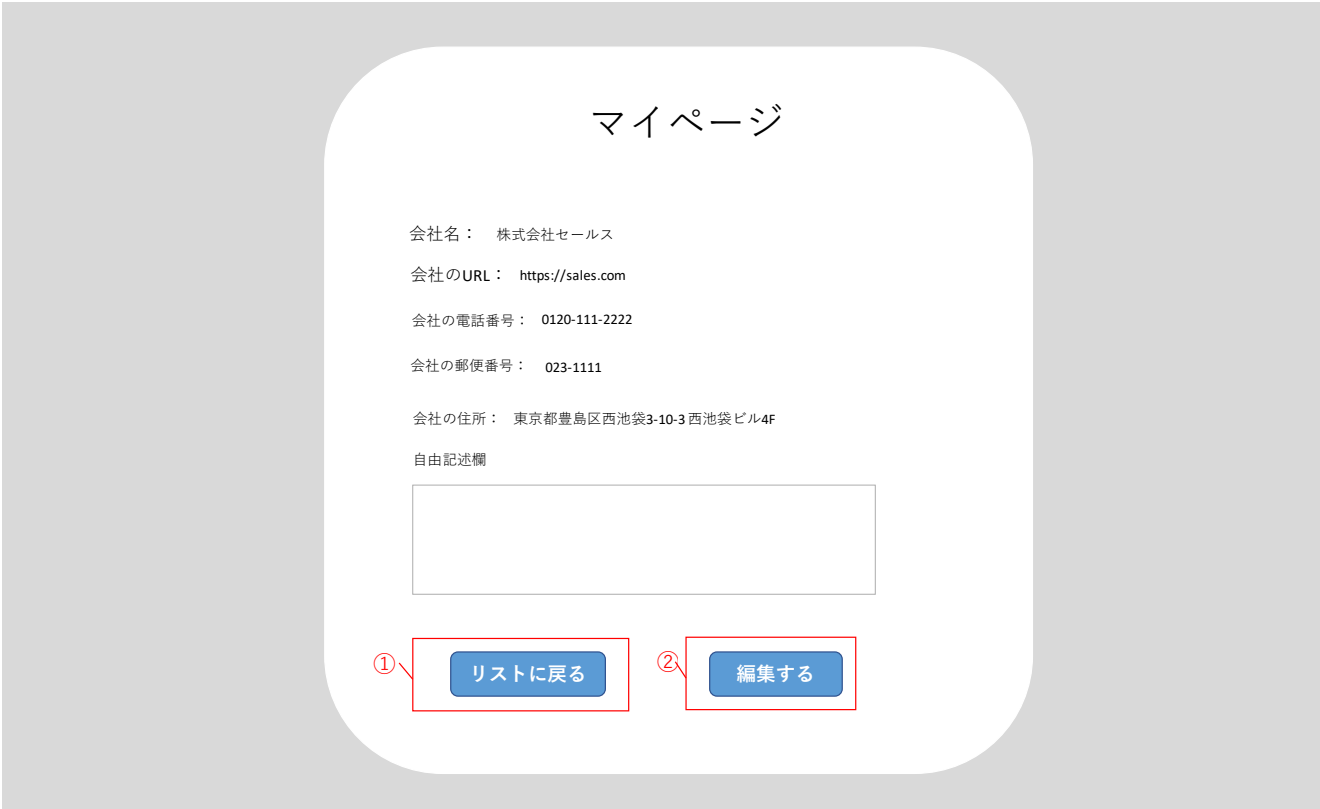 マイページ
会社名： 株式会社セールス
会社のURL： https://sales.com
会社の電話番号： 0120-111-2222
会社の郵便番号： 023-1111
会社の住所： 東京都豊島区西池袋3-10-3 西池袋ビル4F
自由記述欄
① リストに戻る ② 編集する